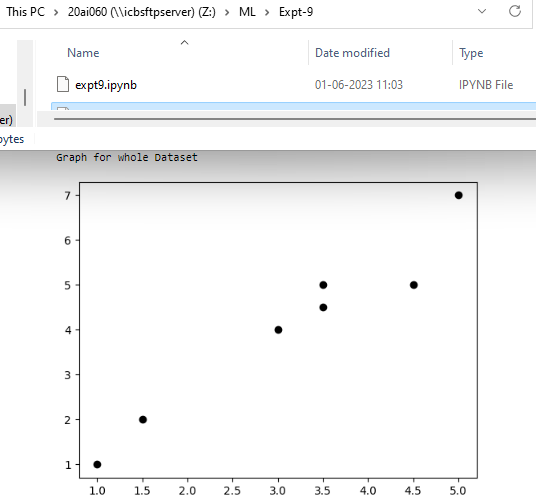 This PC > 20ai060 (\\icbsftpserver) (Z:) > ML > Expt-9
Name Date modified Type
expt9.ipynb 01-06-2023 11:03 IPYNB File
er)
bytes
Graph for whole Dataset
7
6
5
4
3
2
1
1.0 1.5 2.0 2.5 3.0 3.5 4.0 4.5 5.0